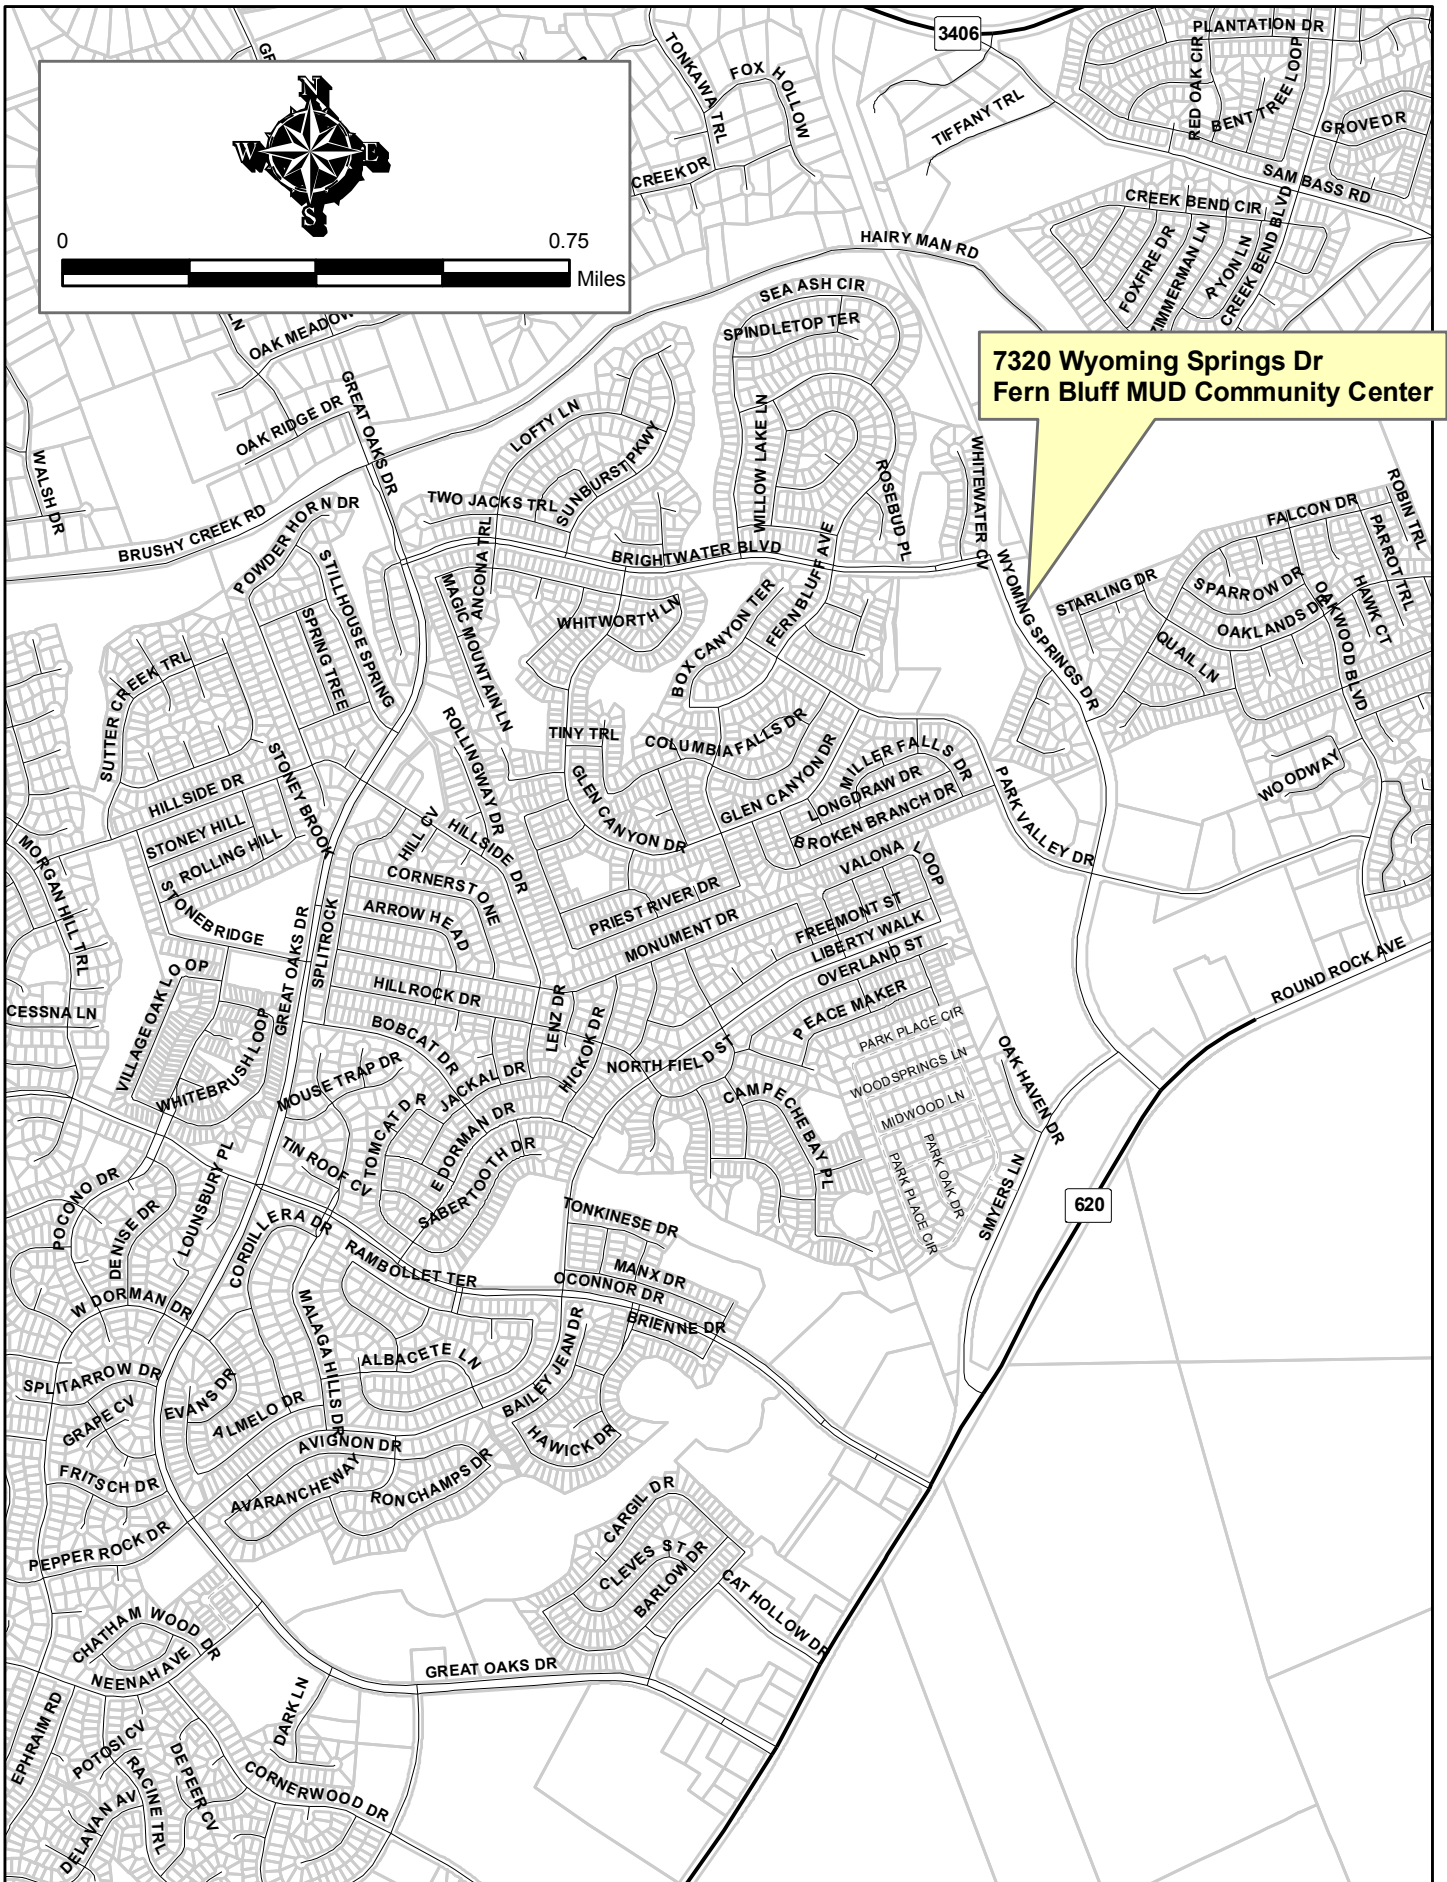 3406
PLANTATION DR
RED OAK CIR
BENT TREE LOOP
GROVE DR
TONKAWA TRL
FOX HOLLOW
TIFFANY TRL
SAM BASS RD
CREEK DR
CREEK BEND CIR
FOXFIRE DR
ZIMMERMAN LN
RYON LN
CREEK BEND BLVD
HAIRY MAN RD
N
W
E
S
0
0.75
Miles
LN
OAK MEADOW
SEA ASH CIR
SPINDLETOP TER
7320 Wyoming Springs Dr
Fern Bluff MUD Community Center
GREAT OAKS DR
OAK RIDGE DR
LOFTY LN
SUNBURST PKWY
WILLOW LAKE LN
ROSEBUD PL
WHITEWATER CV
WALSH DR
BRUSHY CREEK RD
POWDER HORN DR
TWO JACKS TRL
BRIGHTWATER BLVD
FALCON DR
ROBIN TRL
PARROT TRL
STILLHOUSE SPRING
SPRING TREE
MAGIC MOUNTAIN LN
ANCONA TRL
WHITWORTH LN
BOX CANYON TER
FERN BLUFF AVE
WYOMING SPRINGS DR
STARLING DR
SPARROW DR
OAKLANDS DR
OAKWOOD BLVD
HAWK CT
QUAIL LN
SUTTER CREEK TRL
ROLLINGWAY DR
TINY TRL
COLUMBIA FALLS DR
GLEN CANYON DR
MILLER FALLS DR
LONGDRAW DR
BROKEN BRANCH DR
PARK VALLEY DR
WOODWAY
HILLSIDE DR
STONEY BROOK
STONEY HILL
ROLLING HILL
HILL CV
HILLSIDE DR
GLEN CANYON DR
VALONA LOOP
MORGAN HILL TRL
STONEBRIDGE
GREAT OAKS DR
SPLITROCK
CORNERSTONE
ARROW HEAD
PRIEST RIVER DR
MONUMENT DR
FREEMONT ST
LIBERTY WALK
OVERLAND ST
PEACE MAKER
ROUND ROCK AVE
CESSNA LN
VILLAGE OAK LOOP
WHITEBRUSH LOOP
HILLROCK DR
LENZ DR
HICKOK DR
BOBCAT DR
JACKAL DR
NORTH FIELD ST
PARK PLACE CIR
WOODSPRINGS LN
MIDWOOD LN
PARK OAK DR
PARK PLACE CIR
OAK HAVEN DR
SMYERS LN
MOUSE TRAP DR
TOMCAT DR
E DORMAN DR
SABERTOOTH DR
CAMPECHE BAY PL
TIN ROOF CV
620
POCONO DR
DENISE DR
LOUNSBURY PL
CORDILLERA DR
RAMBOLLET TER
TONKINESE DR
MANX DR
OCONNOR DR
BRIENNE DR
W DORMAN DR
MALAGA HILLS DR
ALBACETE LN
BAILEY JEAN DR
HAWICK DR
SPLITARROW DR
GRAPE CV
EVANS DR
ALMELO DR
AVIGNON DR
AVARANCHE WAY
RONCHAMPS DR
FRITSCH DR
PEPPER ROCK DR
CARGIL DR
CLEVES ST
BARLOW DR
CAT HOLLOW DR
CHATHAM WOOD DR
NEENAH AVE
GREAT OAKS DR
DARK LN
EPHRAIM RD
POTOSI CV
RACINE TRL
DE PEER CV
DELAVAN AV
CORNERWOOD DR